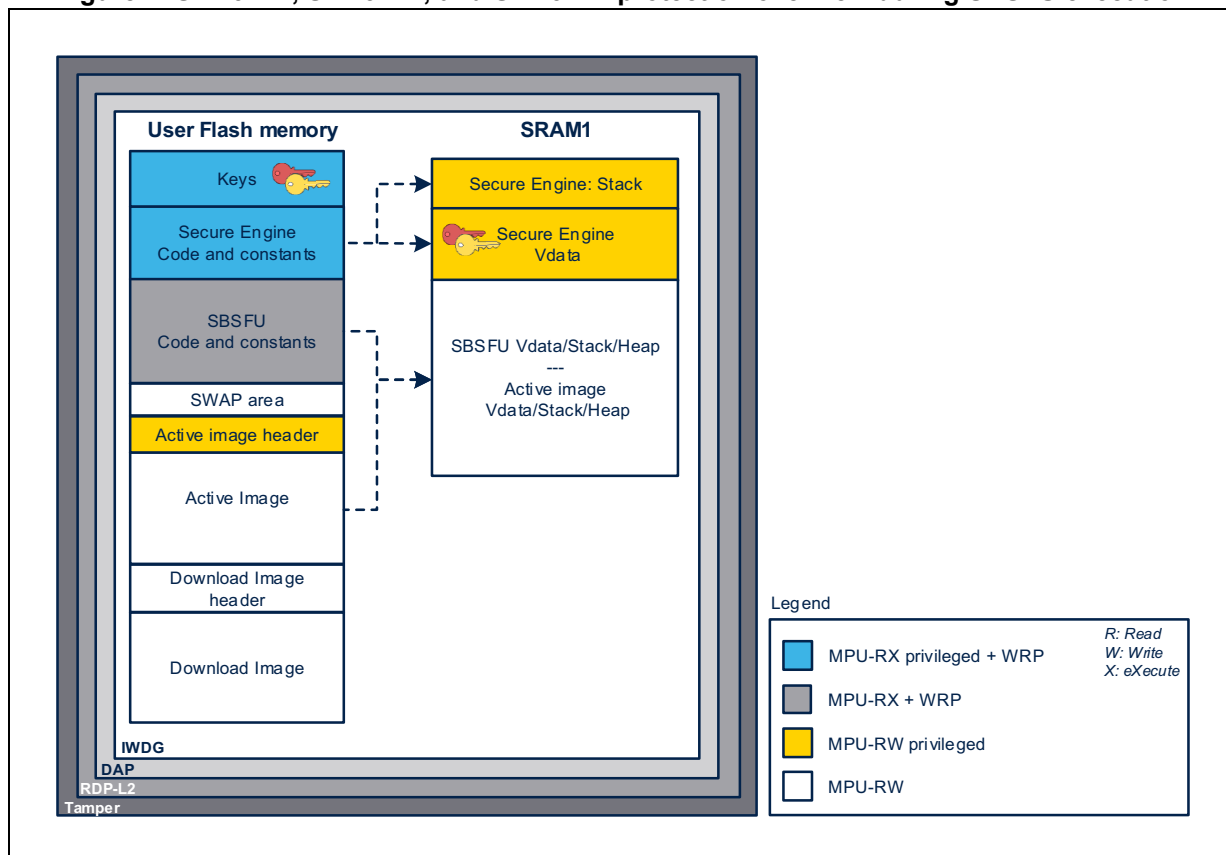 User Flash memory
SRAM1
Keys
Secure Engine
Code and constants
SBSFU
Code and constants
SWAP area
Active image header
Active Image
Download Image
header
Download Image
Secure Engine: Stack
Secure Engine
Vdata
SBSFU Vdata/Stack/Heap
---
Active image
Vdata/Stack/Heap
IWDG
DAP
RDP-L2
Tamper
Legend
MPU-RX privileged + WRP
MPU-RX + WRP
MPU-RW privileged
MPU-RW
R: Read
W: Write
X: eXecute